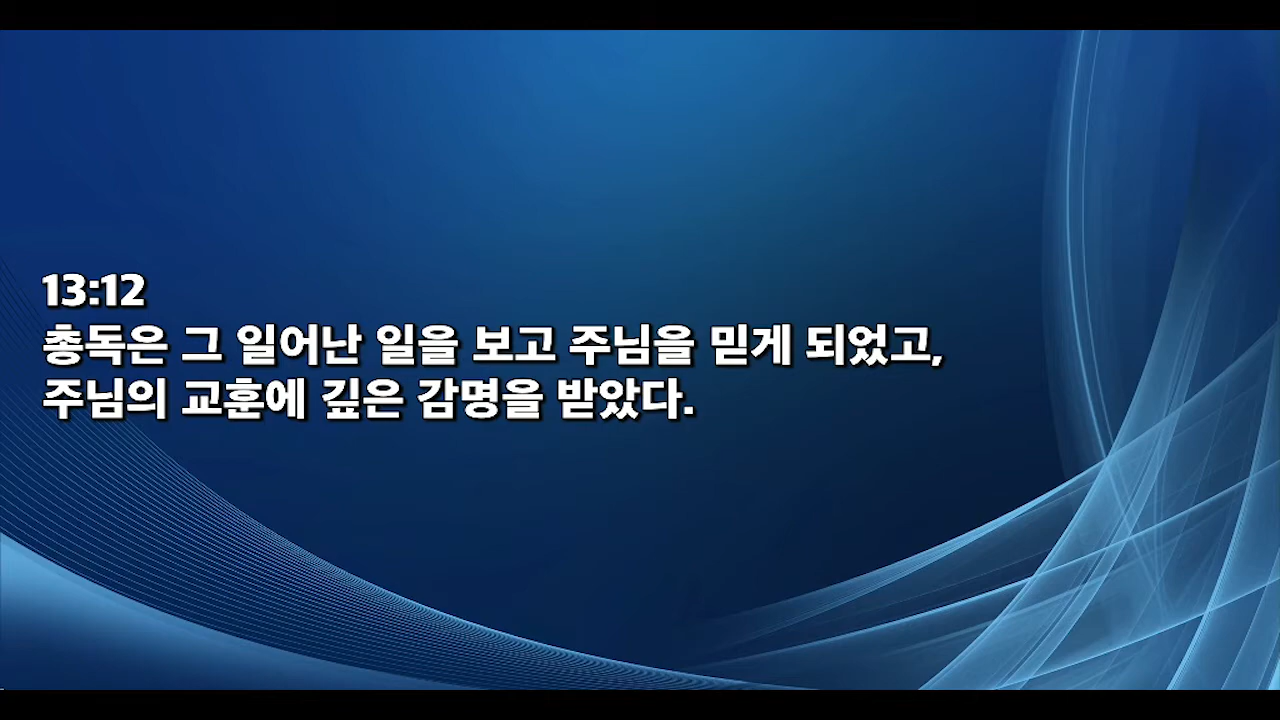 13:12
총독은 그 일어난 일을 보고 주님을 믿게 되었고,
주님의 교훈에 깊은 감명을 받았다.